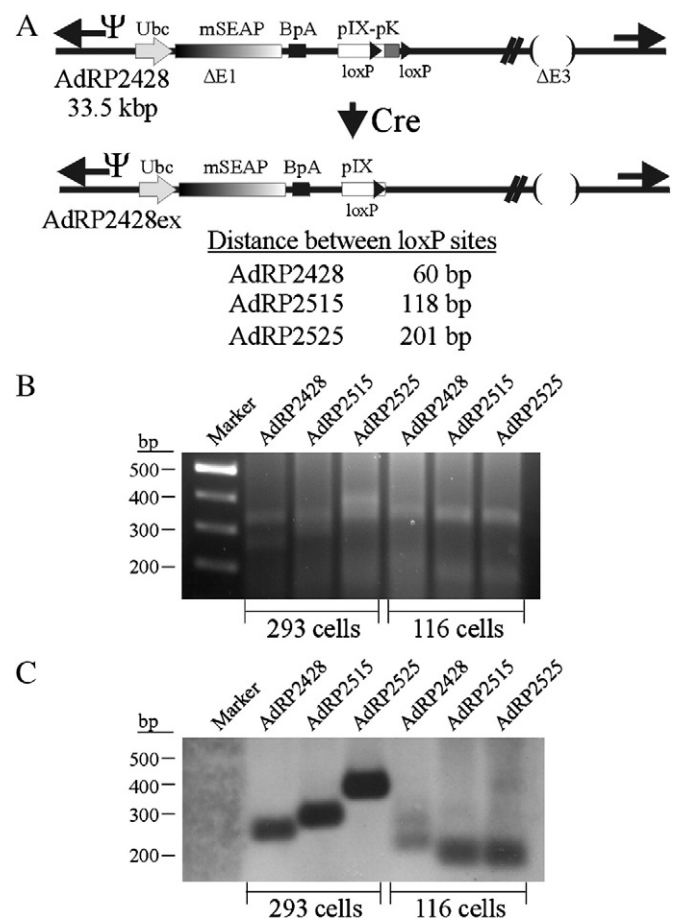 A
Ψ Ubc mSEAP BpA pIX-pK
loxP loxP
AdRP2428 ΔE1 ΔE3
33.5 kbp
Cre
Ψ Ubc mSEAP BpA pIX
loxP
AdRP2428ex
Distance between loxP sites
AdRP2428 60 bp
AdRP2515 118 bp
AdRP2525 201 bp
B
bp Marker AdRP2428 AdRP2515 AdRP2525 AdRP2428 AdRP2515 AdRP2525
500
400
300
200
293 cells 116 cells
C
bp Marker AdRP2428 AdRP2515 AdRP2525 AdRP2428 AdRP2515 AdRP2525
500
400
300
200
293 cells 116 cells